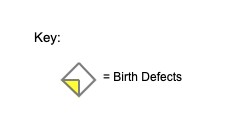 Key:
= Birth Defects